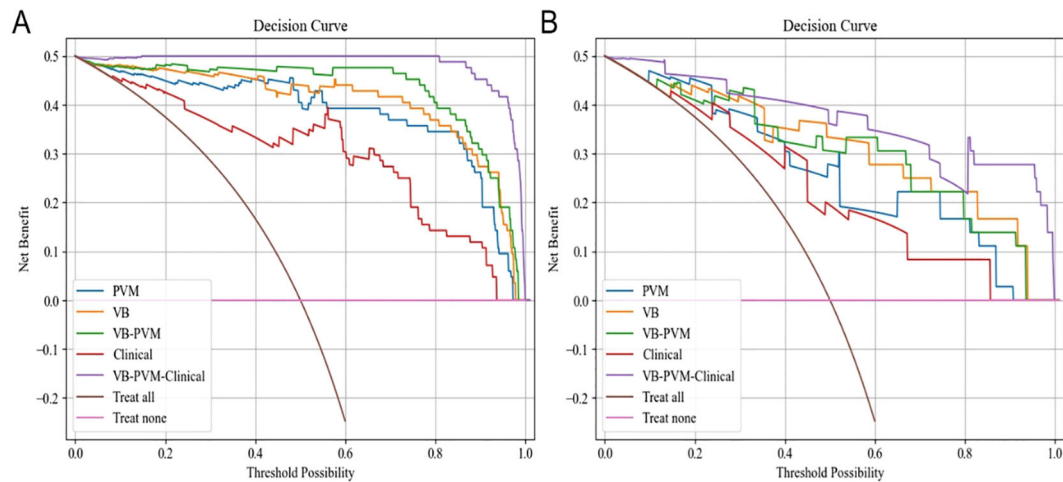 A
Decision Curve
Net Benefit
0.5
0.4
0.3
0.2
0.1
0.0
−0.1
−0.2
PVM
VB
VB-PVM
Clinical
VB-PVM-Clinical
Treat all
Treat none
0.0 0.2 0.4 0.6 0.8 1.0
Threshold Possibility
B
Decision Curve
Net Benefit
0.5
0.4
0.3
0.2
0.1
0.0
−0.1
−0.2
PVM
VB
VB-PVM
Clinical
VB-PVM-Clinical
Treat all
Treat none
0.0 0.2 0.4 0.6 0.8 1.0
Threshold Possibility